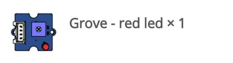 Grove - red led × 1